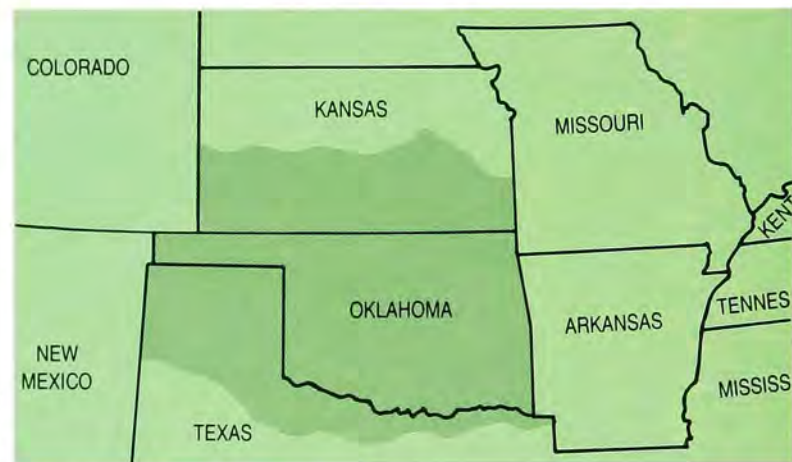 COLORADO
KANSAS
MISSOURI
KENT
OKLAHOMA
ARKANSAS
TENNES
NEW
MEXICO
MISSISS
TEXAS